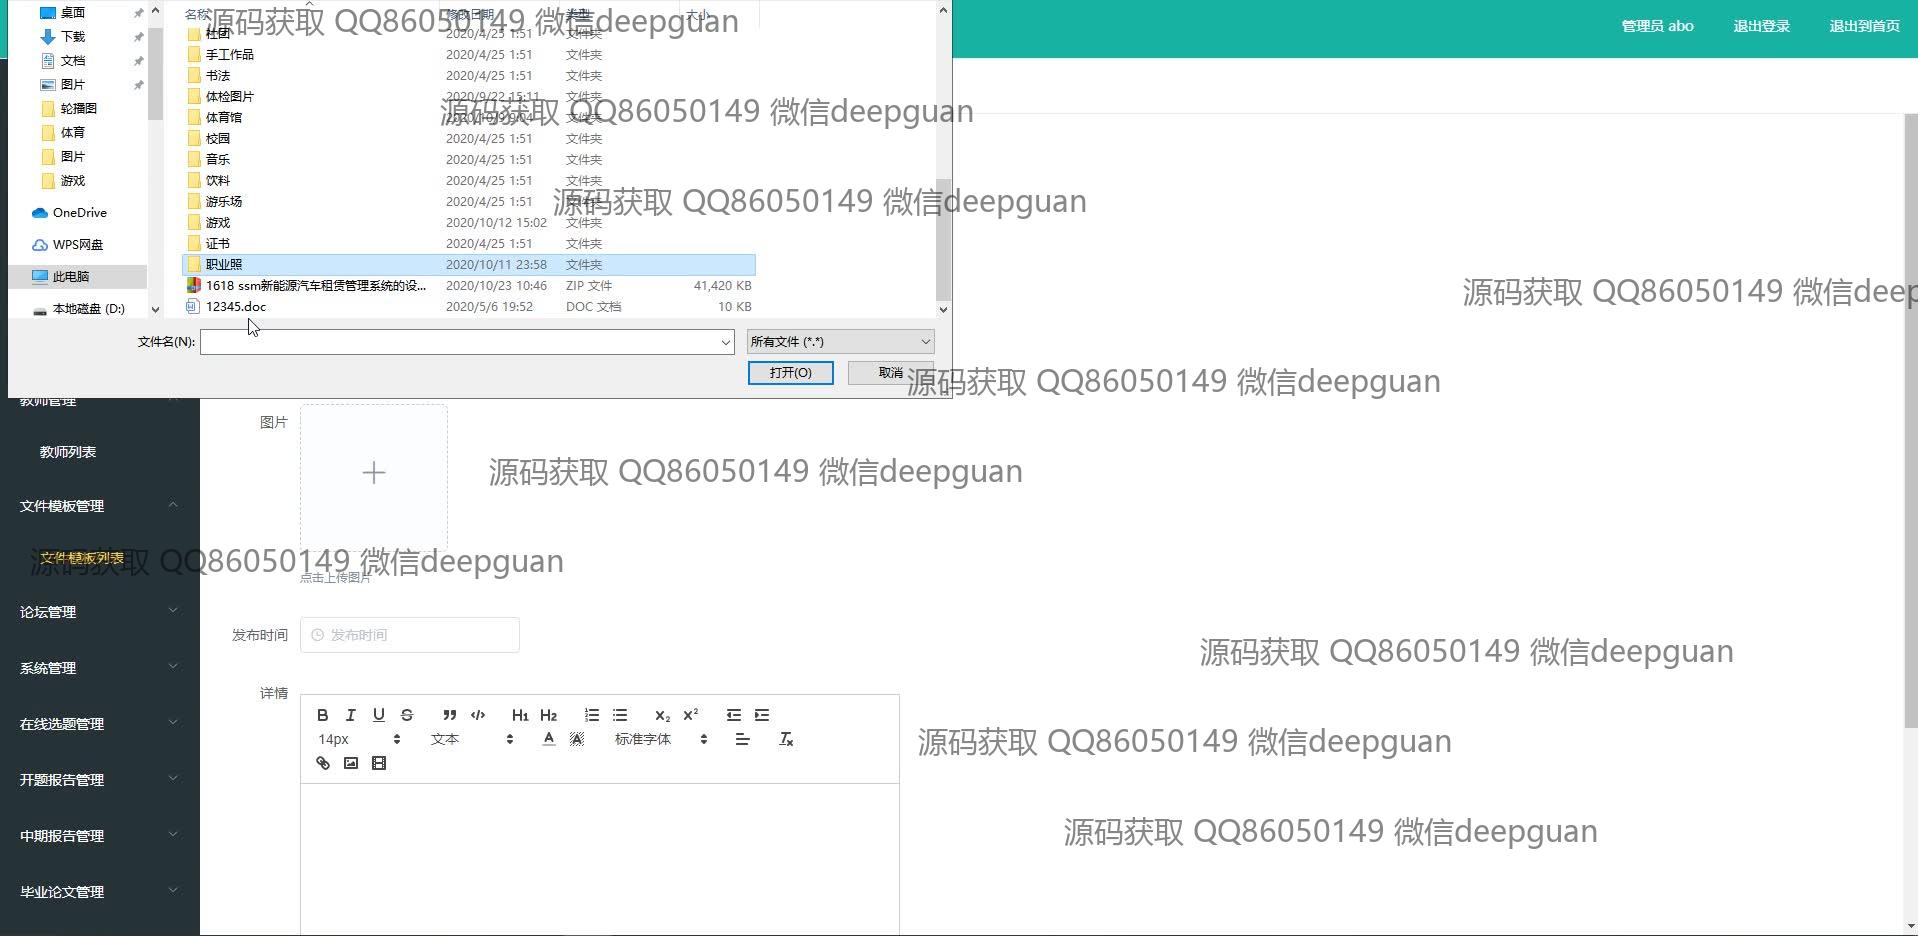 管理员 abo 退出登录 退出到首页
桌面
下载
文档
图片
轮播图
体育
图片
游戏
OneDrive
WPS网盘
此电脑
本地磁盘 (D:)
名称 修改日期 类型 大小
社团 2020/4/25 1:51 文件夹
手工作品 2020/4/25 1:51 文件夹
书法 2020/4/25 1:51 文件夹
体检图片 2020/9/22 15:11 文件夹
体育馆 2020/10/9 9:04 文件夹
校园 2020/4/25 1:51 文件夹
音乐 2020/4/25 1:51 文件夹
饮料 2020/4/25 1:51 文件夹
游乐场 2020/4/25 1:51 文件夹
游戏 2020/10/12 15:02 文件夹
证书 2020/4/25 1:51 文件夹
职业照 2020/10/11 23:58 文件夹
1618 ssm新能源汽车租赁管理系统的设... 2020/10/23 10:46 ZIP 文件 41,420 KB
12345.doc 2020/5/6 19:52 DOC 文档 10 KB
文件名(N): 所有文件 (*.*)
打开(O) 取消
教师管理
教师列表
文件模板管理
文件模板列表
论坛管理
系统管理
在线选题管理
开题报告管理
中期报告管理
毕业论文管理
图片
点击上传图片
发布时间 发布时间
详情
B I U S H1 H2 X2 X2
14px 文本 A A 标准字体 Tx
源码获取 QQ86050149 微信deepguan
源码获取 QQ86050149 微信deepguan
源码获取 QQ86050149 微信deepguan
源码获取 QQ86050149 微信deep
源码获取 QQ86050149 微信deepguan
源码获取 QQ86050149 微信deepguan
源码获取 QQ86050149 微信deepguan
源码获取 QQ86050149 微信deepguan
源码获取 QQ86050149 微信deepguan
源码获取 QQ86050149 微信deepguan